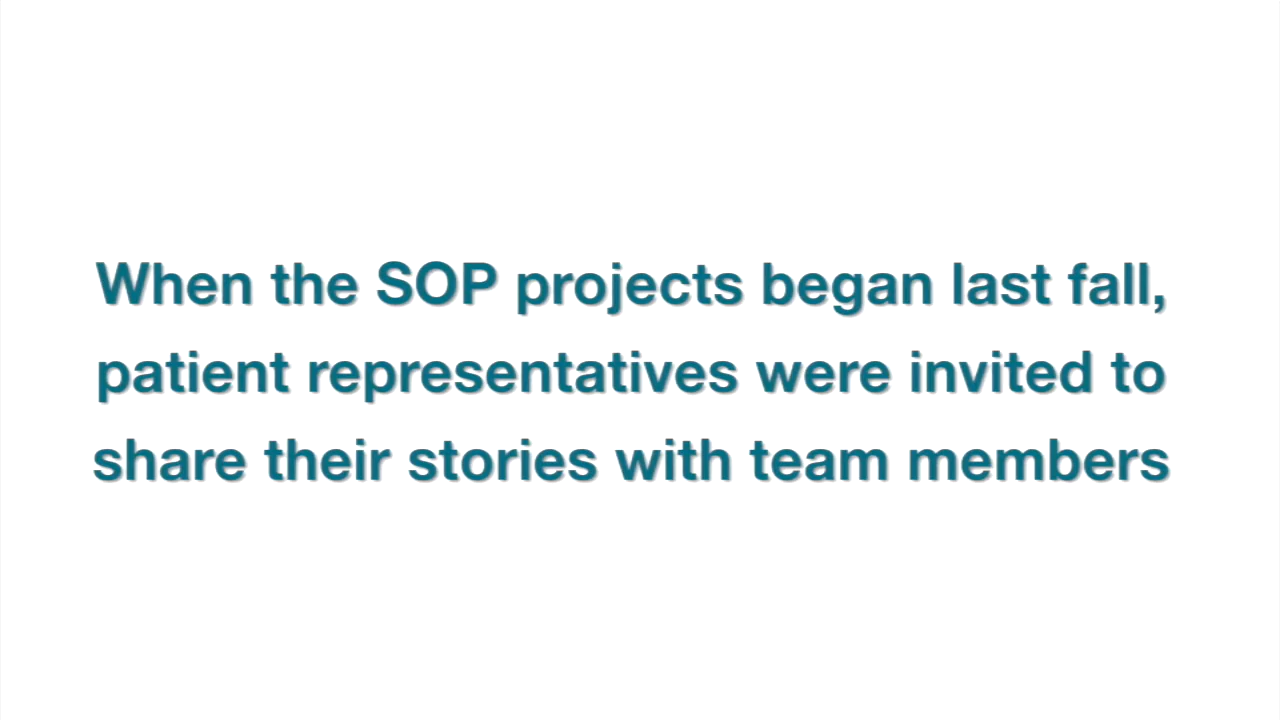 When the SOP projects began last fall,
patient representatives were invited to
share their stories with team members